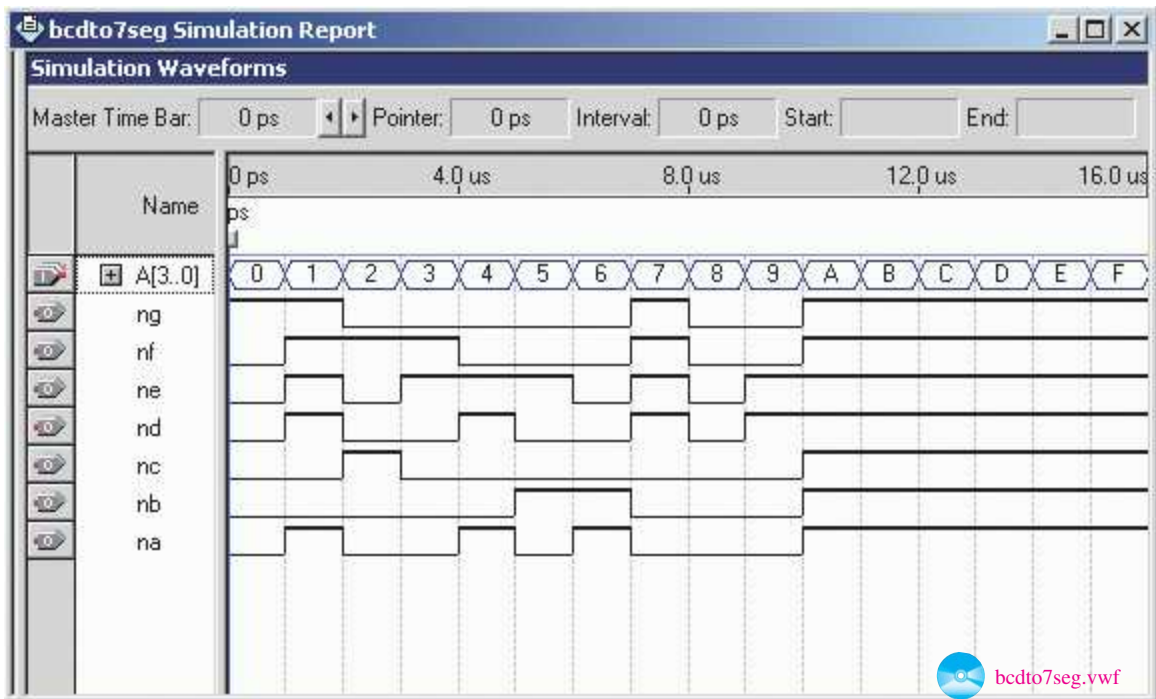 bcdto7seg Simulation Report
Simulation Waveforms
Master Time Bar: 0 ps Pointer: 0 ps Interval: 0 ps Start: End:
Name
0 ps 4.0 us 8.0 us 12.0 us 16.0 us
ps
A[3..0] 0 1 2 3 4 5 6 7 8 9 A B C D E F
ng
nf
ne
nd
nc
nb
na
bcdto7seg.vwf